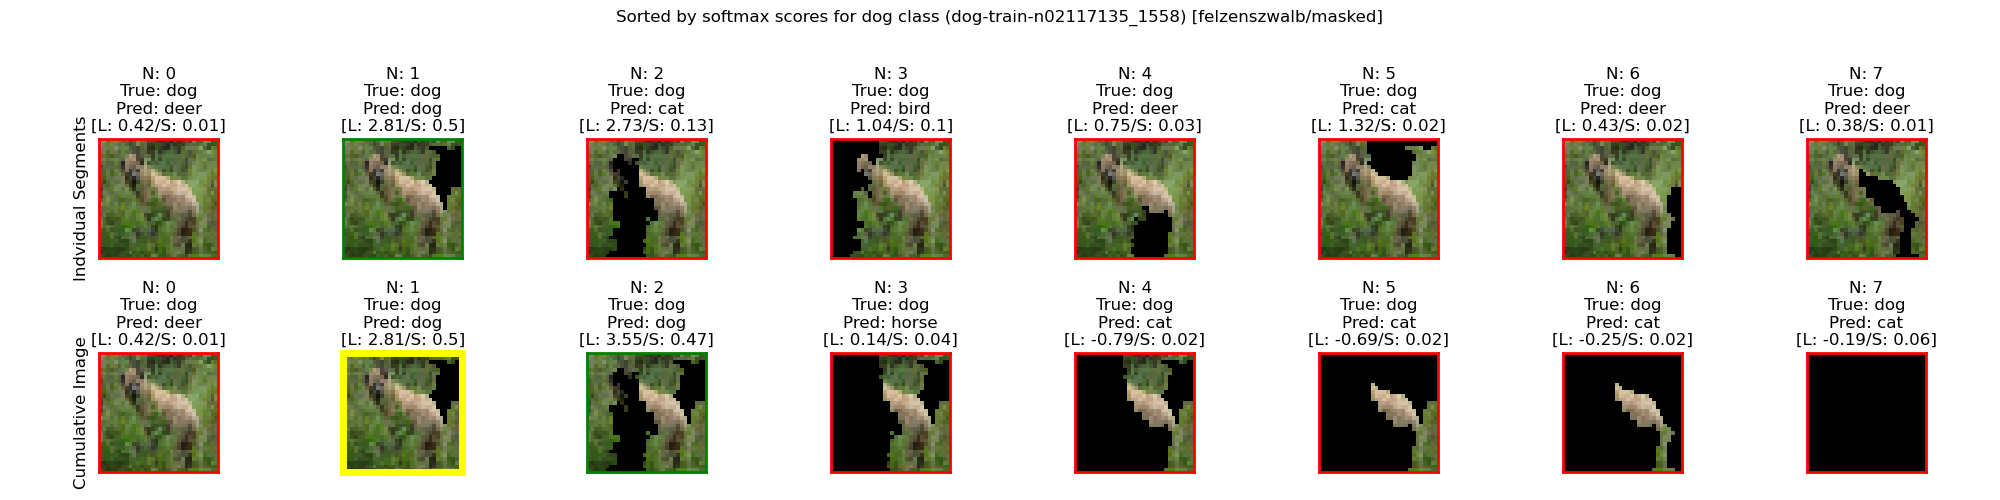 Sorted by softmax scores for dog class (dog-train-n02117135_1558) [felzenszwalb/masked]
Indvidual Segments
N: 0
True: dog
Pred: deer
[L: 0.42/S: 0.01]
N: 1
True: dog
Pred: dog
[L: 2.81/S: 0.5]
N: 2
True: dog
Pred: cat
[L: 2.73/S: 0.13]
N: 3
True: dog
Pred: bird
[L: 1.04/S: 0.1]
N: 4
True: dog
Pred: deer
[L: 0.75/S: 0.03]
N: 5
True: dog
Pred: cat
[L: 1.32/S: 0.02]
N: 6
True: dog
Pred: deer
[L: 0.43/S: 0.02]
N: 7
True: dog
Pred: deer
[L: 0.38/S: 0.01]
Cumulative Image
N: 0
True: dog
Pred: deer
[L: 0.42/S: 0.01]
N: 1
True: dog
Pred: dog
[L: 2.81/S: 0.5]
N: 2
True: dog
Pred: dog
[L: 3.55/S: 0.47]
N: 3
True: dog
Pred: horse
[L: 0.14/S: 0.04]
N: 4
True: dog
Pred: cat
[L: -0.79/S: 0.02]
N: 5
True: dog
Pred: cat
[L: -0.69/S: 0.02]
N: 6
True: dog
Pred: cat
[L: -0.25/S: 0.02]
N: 7
True: dog
Pred: cat
[L: -0.19/S: 0.06]